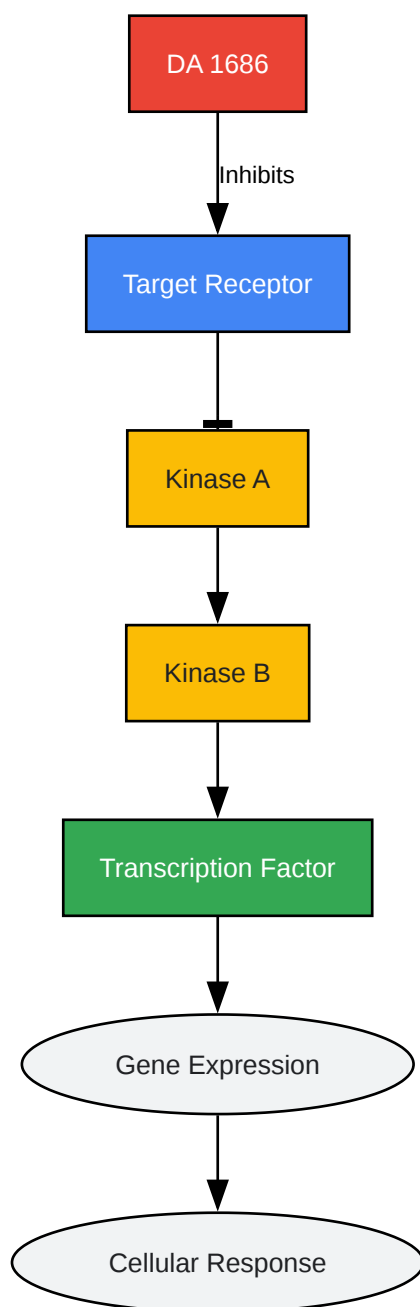 DA 1686
Inhibits
Target Receptor
Kinase A
Kinase B
Transcription Factor
Gene Expression
Cellular Response